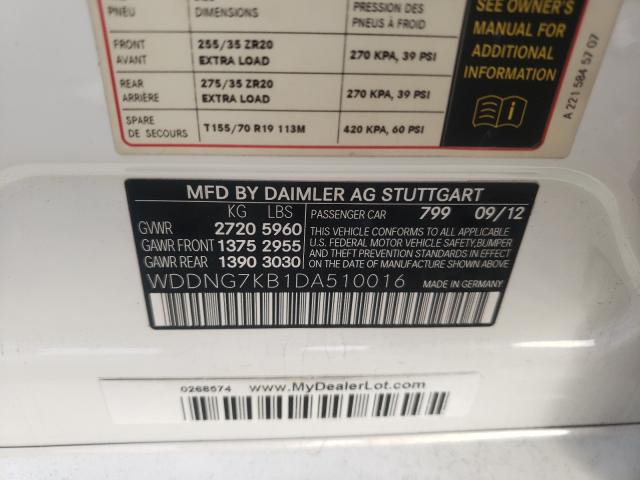 PNEU DIMENSIONS PRESSION DES PNEUS À FROID
SEE OWNER'S
MANUAL FOR
ADDITIONAL
INFORMATION
FRONT 255/35 ZR20
AVANT EXTRA LOAD 270 KPA, 39 PSI
REAR 275/35 ZR20
ARRIÈRE EXTRA LOAD 270 KPA, 39 PSI
SPARE
DE SECOURS T155/70 R19 113M 420 KPA, 60 PSI
A 221 584 57 07
MFD BY DAIMLER AG STUTTGART
KG LBS PASSENGER CAR 799 09/12
GVWR 2720 5960
GAWR FRONT 1375 2955
GAWR REAR 1390 3030
THIS VEHICLE CONFORMS TO ALL APPLICABLE
U.S. FEDERAL MOTOR VEHICLE SAFETY,BUMPER
AND THEFT PREVENTION STANDARDS IN EFFECT
ON THE DATE OF MANUFACTURE SHOWN ABOVE.
WDDNG7KB1DA510016 MADE IN GERMANY
0268574 www.MyDealerLot.com